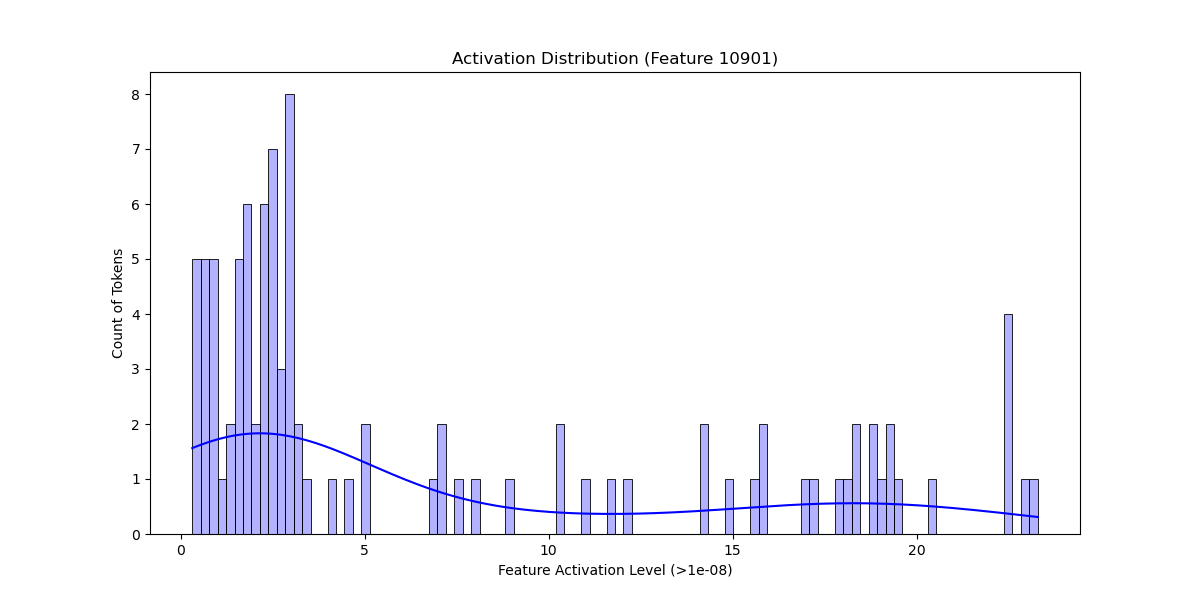 Activation Distribution (Feature 10901)
Count of Tokens
8
7
6
5
4
3
2
1
0
0 5 10 15 20
Feature Activation Level (>1e-08)